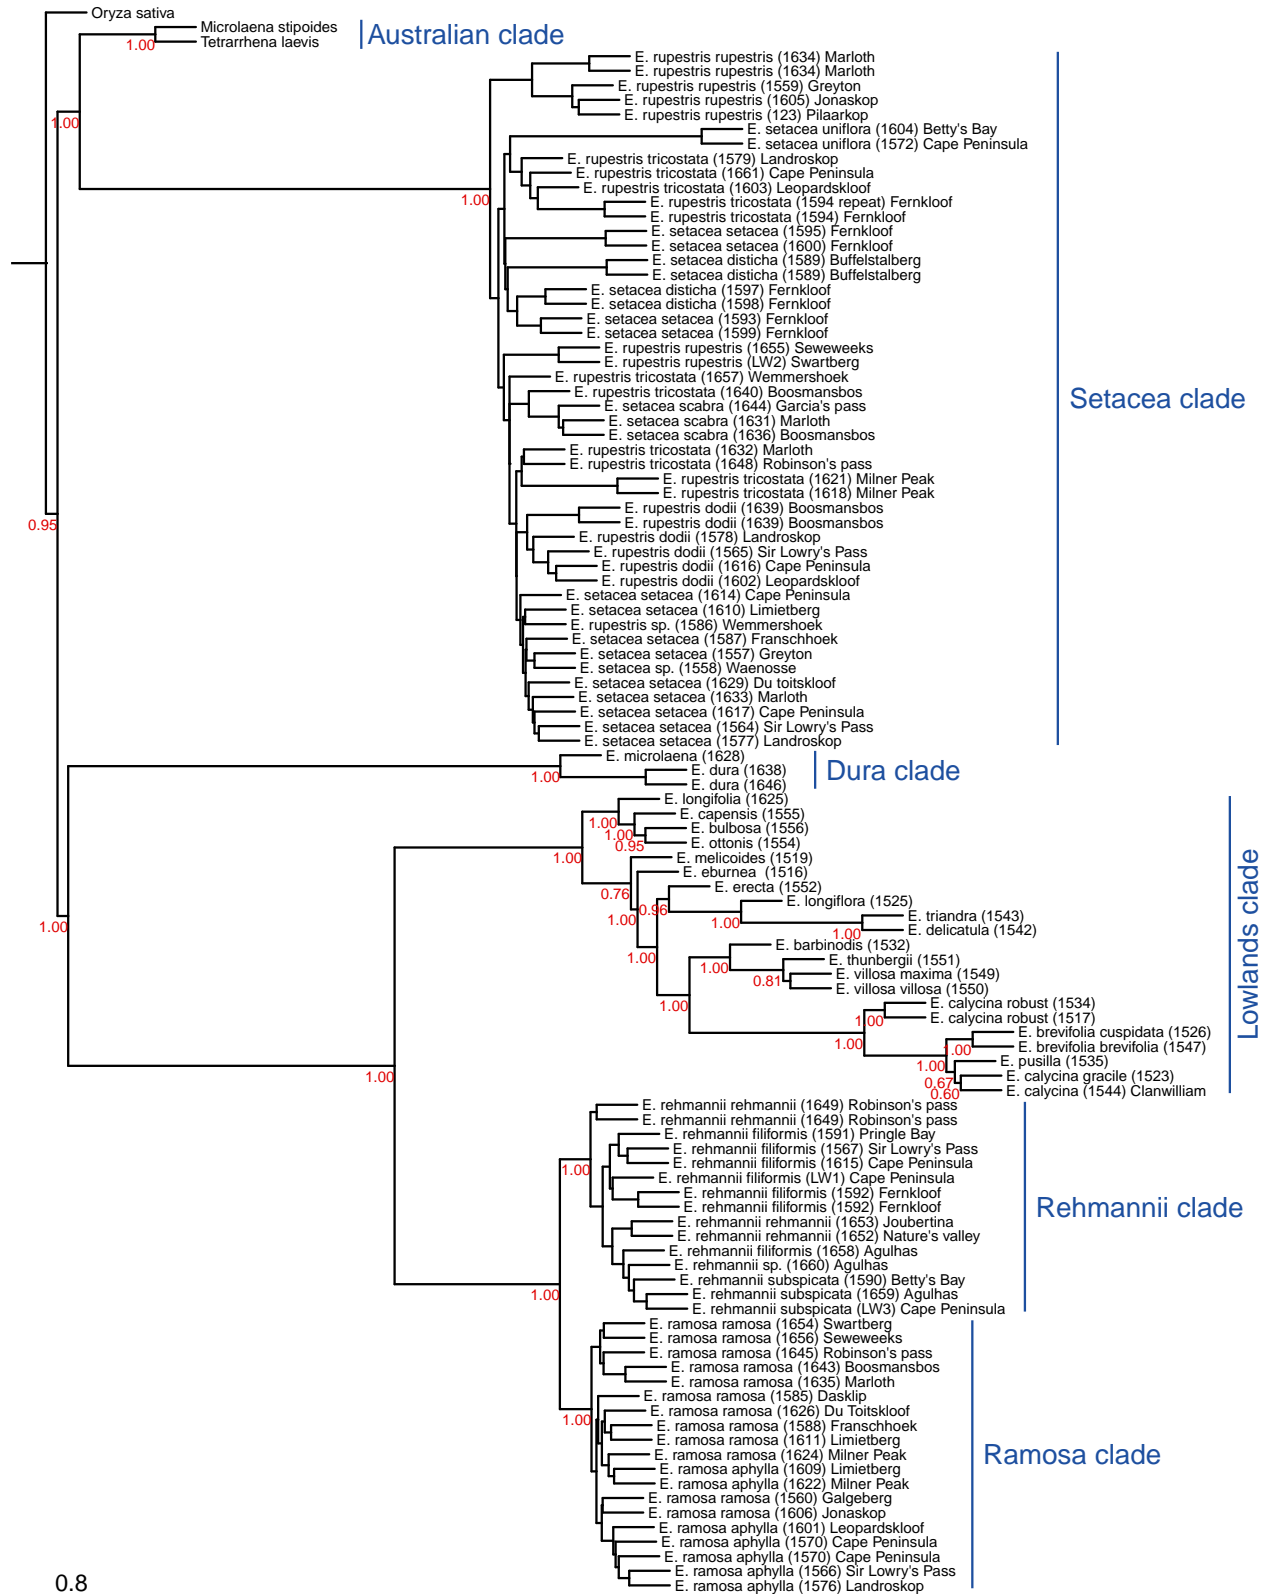 Oryza sativa
Microlaena stipoides
Tetrarrhena laevis
1.00
Australian clade
E. rupestris rupestris (1634) Marloth
E. rupestris rupestris (1634) Marloth
E. rupestris rupestris (1559) Greyton
E. rupestris rupestris (1605) Jonaskop
E. rupestris rupestris (123) Pilaarkop
1.00
E. setacea uniflora (1604) Betty's Bay
E. setacea uniflora (1572) Cape Peninsula
E. rupestris tricostata (1579) Landroskop
E. rupestris tricostata (1661) Cape Peninsula
E. rupestris tricostata (1603) Leopardskloof
1.00
E. rupestris tricostata (1594 repeat) Fernkloof
E. rupestris tricostata (1594) Fernkloof
E. setacea setacea (1595) Fernkloof
E. setacea setacea (1600) Fernkloof
E. setacea disticha (1589) Buffelstalberg
E. setacea disticha (1589) Buffelstalberg
E. setacea disticha (1597) Fernkloof
E. setacea disticha (1598) Fernkloof
E. setacea setacea (1593) Fernkloof
E. setacea setacea (1599) Fernkloof
E. rupestris rupestris (1655) Seweweeks
E. rupestris rupestris (LW2) Swartberg
E. rupestris tricostata (1657) Wemmershoek
E. rupestris tricostata (1640) Boosmansbos
Setacea clade
E. setacea scabra (1644) Garcia's pass
E. setacea scabra (1631) Marloth
E. setacea scabra (1636) Boosmansbos
E. rupestris tricostata (1632) Marloth
E. rupestris tricostata (1648) Robinson's pass
E. rupestris tricostata (1621) Milner Peak
E. rupestris tricostata (1618) Milner Peak
E. rupestris dodii (1639) Boosmansbos
E. rupestris dodii (1639) Boosmansbos
0.95
E. rupestris dodii (1578) Landroskop
E. rupestris dodii (1565) Sir Lowry's Pass
E. rupestris dodii (1616) Cape Peninsula
E. rupestris dodii (1602) Leopardskloof
E. setacea setacea (1614) Cape Peninsula
E. setacea setacea (1610) Limietberg
E. rupestris sp. (1586) Wemmershoek
E. setacea setacea (1587) Franschhoek
E. setacea setacea (1557) Greyton
E. setacea sp. (1558) Waenosse
E. setacea setacea (1629) Du toitskloof
E. setacea setacea (1633) Marloth
E. setacea setacea (1617) Cape Peninsula
E. setacea setacea (1564) Sir Lowry's Pass
E. setacea setacea (1577) Landroskop
E. microlaena (1628)
E. dura (1638)
E. dura (1646)
1.00
Dura clade
E. longifolia (1625)
E. capensis (1555)
1.00
E. bulbosa (1556)
1.00
E. ottonis (1554)
0.95
1.00
E. melicoides (1519)
E. eburnea (1516)
E. erecta (1552)
0.76
E. longiflora (1525)
0.96
E. triandra (1543)
1.00
1.00
E. delicatula (1542)
1.00
1.00
E. barbinodis (1532)
E. thunbergii (1551)
1.00
1.00
E. villosa maxima (1549)
0.81
E. villosa villosa (1550)
E. calycina robust (1534)
1.00
E. calycina robust (1517)
1.00
E. brevifolia cuspidata (1526)
1.00
E. brevifolia brevifolia (1547)
1.00
E. pusilla (1535)
1.00
E. calycina gracile (1523)
0.67
E. calycina (1544) Clanwilliam
0.60
Lowlands clade
1.00
E. rehmannii rehmannii (1649) Robinson's pass
E. rehmannii rehmannii (1649) Robinson's pass
E. rehmannii filiformis (1591) Pringle Bay
E. rehmannii filiformis (1567) Sir Lowry's Pass
E. rehmannii filiformis (1615) Cape Peninsula
1.00
E. rehmannii filiformis (LW1) Cape Peninsula
E. rehmannii filiformis (1592) Fernkloof
E. rehmannii filiformis (1592) Fernkloof
Rehmannii clade
E. rehmannii rehmannii (1653) Joubertina
E. rehmannii rehmannii (1652) Nature's valley
E. rehmannii filiformis (1658) Agulhas
E. rehmannii sp. (1660) Agulhas
E. rehmannii subspicata (1590) Betty's Bay
E. rehmannii subspicata (1659) Agulhas
1.00
E. rehmannii subspicata (LW3) Cape Peninsula
E. ramosa ramosa (1654) Swartberg
E. ramosa ramosa (1656) Seweweeks
E. ramosa ramosa (1645) Robinson's pass
E. ramosa ramosa (1643) Boosmansbos
E. ramosa ramosa (1635) Marloth
E. ramosa ramosa (1585) Dasklip
E. ramosa ramosa (1626) Du Toitskloof
1.00
E. ramosa ramosa (1588) Franschhoek
E. ramosa ramosa (1611) Limietberg
E. ramosa ramosa (1624) Milner Peak
Ramosa clade
E. ramosa aphylla (1609) Limietberg
E. ramosa aphylla (1622) Milner Peak
E. ramosa ramosa (1560) Galgeberg
E. ramosa ramosa (1606) Jonaskop
E. ramosa aphylla (1601) Leopardskloof
E. ramosa aphylla (1570) Cape Peninsula
E. ramosa aphylla (1570) Cape Peninsula
E. ramosa aphylla (1566) Sir Lowry's Pass
E. ramosa aphylla (1576) Landroskop
0.8